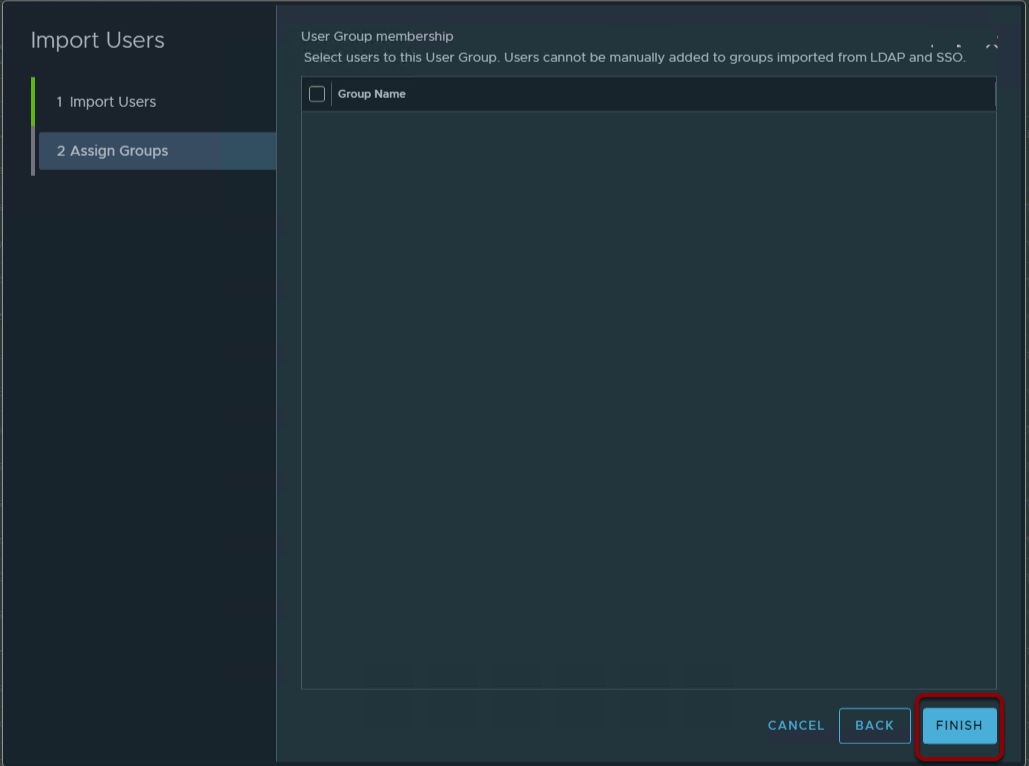 Import Users
1 Import Users
2 Assign Groups
User Group membership
Select users to this User Group. Users cannot be manually added to groups imported from LDAP and SSO.
Group Name
CANCEL
BACK
FINISH